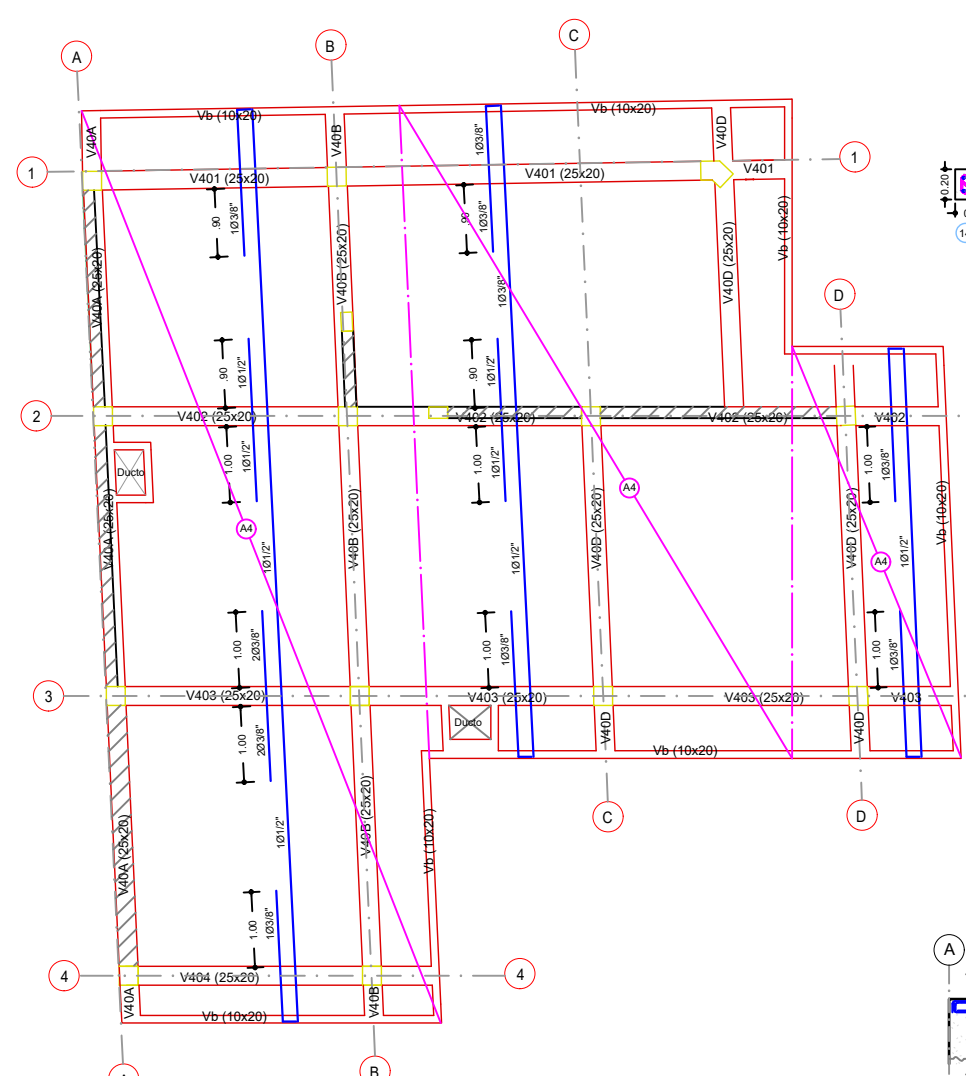 A
B
C
Vb (10x20)
Vb (10x20)
V40A
V40B
1Ø3/8"
V40D
1
V401 (25x20)
V401 (25x20)
V401
1
0.20
.90
1Ø3/8"
.90
1Ø3/8"
Vb (10x20)
V40A (25x20)
V40B (25x20)
1Ø3/8"
V40D (25x20)
D
.90
1Ø1/2"
.90
1Ø1/2"
2
V402 (25x20)
V402 (25x20)
V402 (25x20)
V402
Ducto
1.00
1Ø1/2"
1.00
1Ø1/2"
1.00
1Ø3/8"
A4
A4
A4
V40A (25x20)
1Ø1/2"
V40B (25x20)
1Ø1/2"
V40D (25x20)
V40D (25x20)
1Ø1/2"
Vb (10x20)
1.00
2Ø3/8"
1.00
1Ø3/8"
1.00
1Ø3/8"
3
V403 (25x20)
V403 (25x20)
V403 (25x20)
V403
Ducto
1.00
2Ø3/8"
V40D
V40D
Vb (10x20)
C
D
V40A (25x20)
1Ø1/2"
V40B (25x20)
Vb (10x20)
1.00
1Ø3/8"
A
4
V404 (25x20)
4
V40A
V40B
Vb (10x20)
B